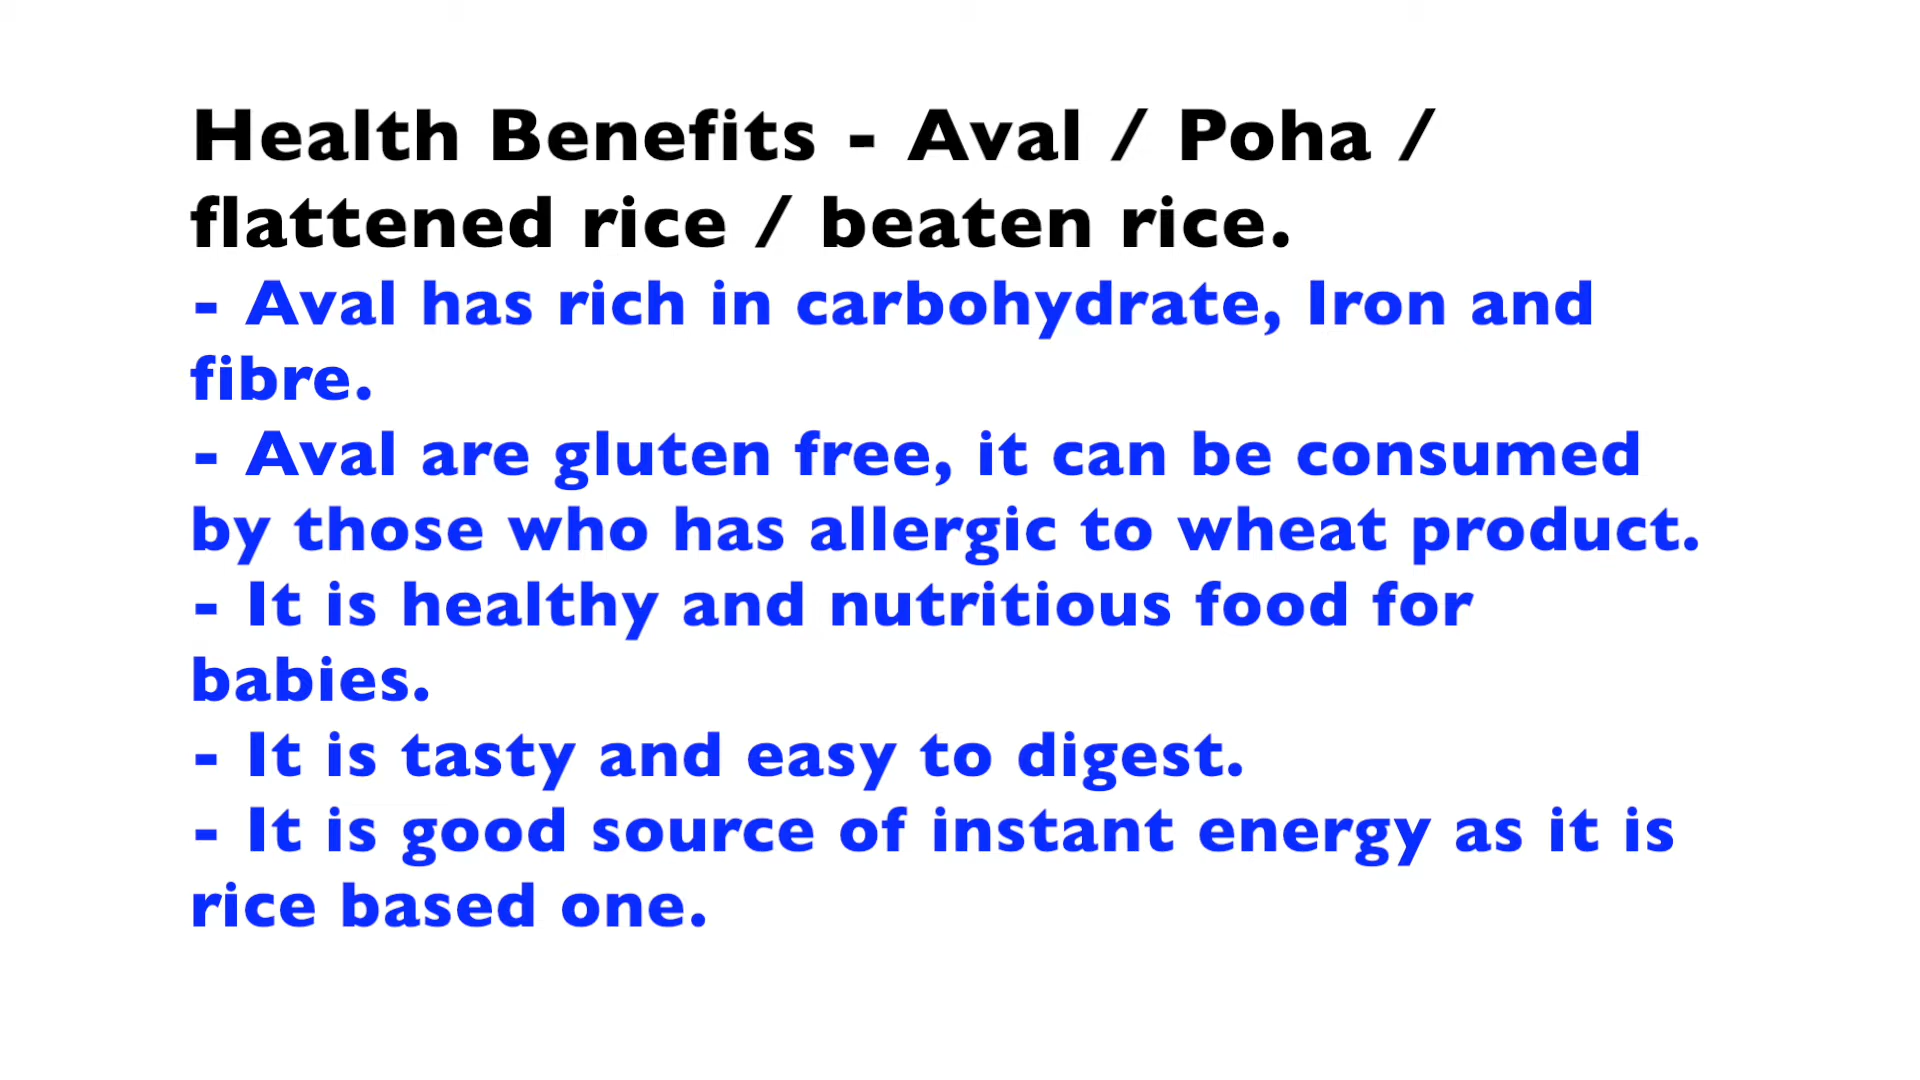 Health Benefits - Aval / Poha /
flattened rice / beaten rice.
- Aval has rich in carbohydrate, Iron and
fibre.
- Aval are gluten free, it can be consumed
by those who has allergic to wheat product.
- It is healthy and nutritious food for
babies.
- It is tasty and easy to digest.
- It is good source of instant energy as it is
rice based one.